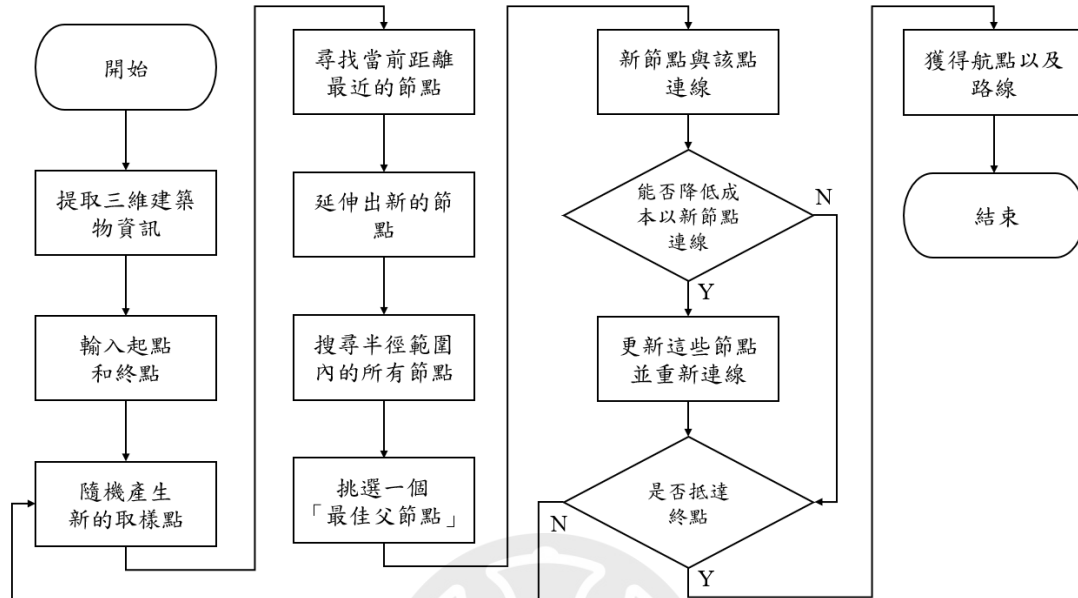 開始
提取三維建築
物資訊
輸入起點
和終點
隨機產生
新的取樣點
尋找當前距離
最近的節點
延伸出新的節
點
搜尋半徑範圍
內的所有節點
挑選一個
「最佳父節點」
新節點與該點
連線
能否降低成
本以新節點
連線
N
Y
更新這些節點
並重新連線
是否抵達
終點
N
Y
獲得航點以及
路線
結束